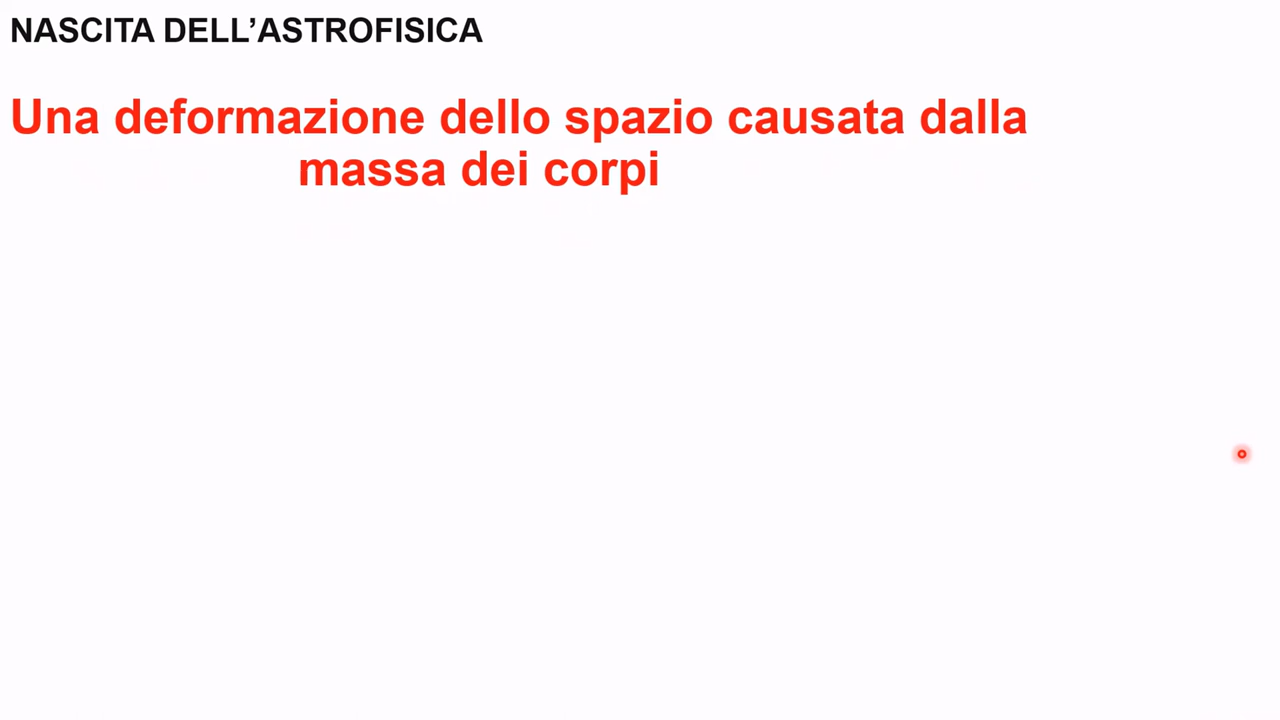 NASCITA DELL’ASTROFISICA
Una deformazione dello spazio causata dalla
massa dei corpi